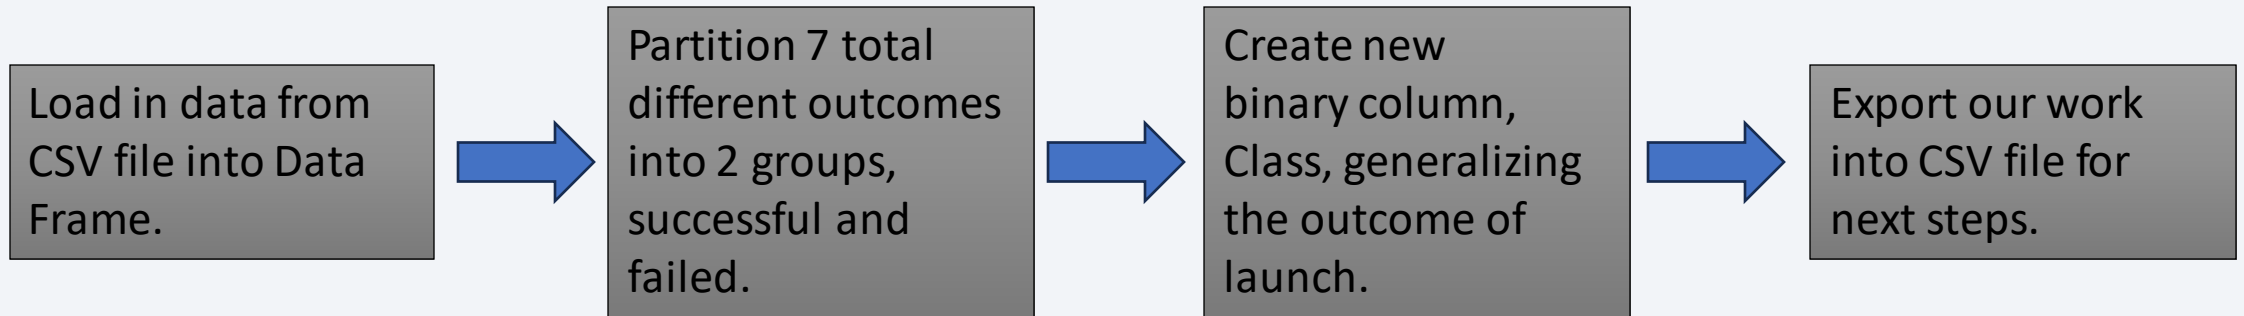 Load in data from
CSV file into Data
Frame.
Partition 7 total
different outcomes
into 2 groups,
successful and
failed.
Create new
binary column,
Class, generalizing
the outcome of
launch.
Export our work
into CSV file for
next steps.